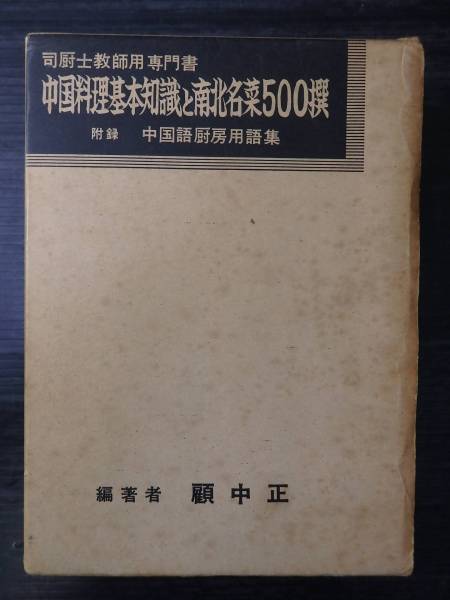 司厨士教師用専門書
中国料理基本知識と南北名菜500撰
附録 中国語厨房用語集
編著者 顧中正